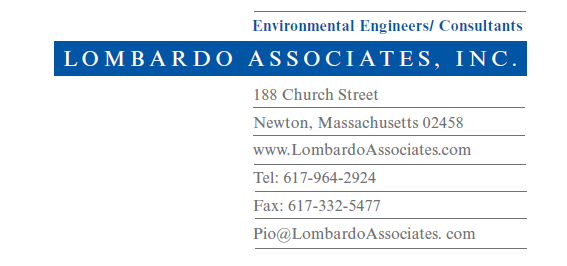 Environmental Engineers/ Consultants
LOMBARDO ASSOCIATES, INC.
188 Church Street
Newton, Massachusetts 02458
www.LombardoAssociates.com
Tel: 617-964-2924
Fax: 617-332-5477
Pio@LombardoAssociates. com